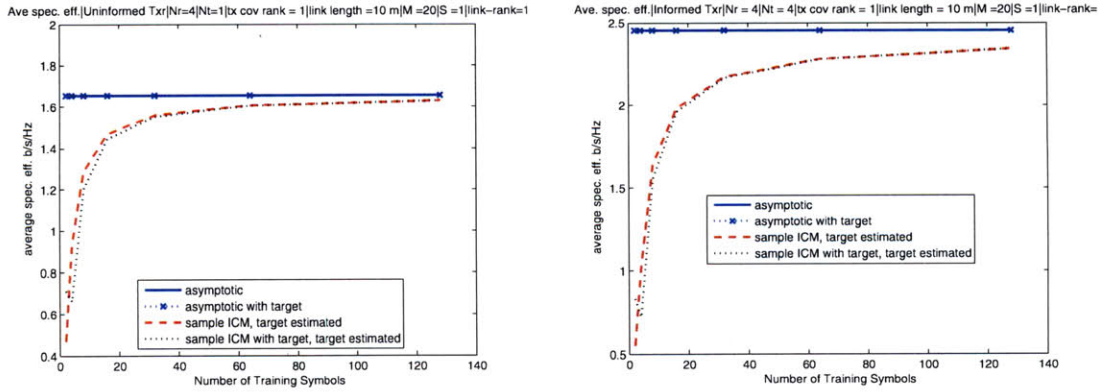 Ave spec. eff.|Uninformed Txr|Nr=4|Nt=1|tx cov rank = 1|link length =10 m|M =20|S =1|link-rank=1
2
1.8
1.6
1.4
1.2
1
0.8
0.6
0.4
average spec. eff. b/s/Hz
asymptotic
asymptotic with target
sample ICM, target estimated
sample ICM with target, target estimated
0 20 40 60 80 100 120 140
Number of Training Symbols
Ave. spec. eff.|Informed Txr|Nr = 4|Nt = 4|tx cov rank = 1|link length = 10 m|M =20|S =1|link-rank=
2.5
2
1.5
1
0.5
average spec. eff. b/s/Hz
asymptotic
asymptotic with target
sample ICM, target estimated
sample ICM with target, target estimated
0 20 40 60 80 100 120 140
Number of Training Symbols